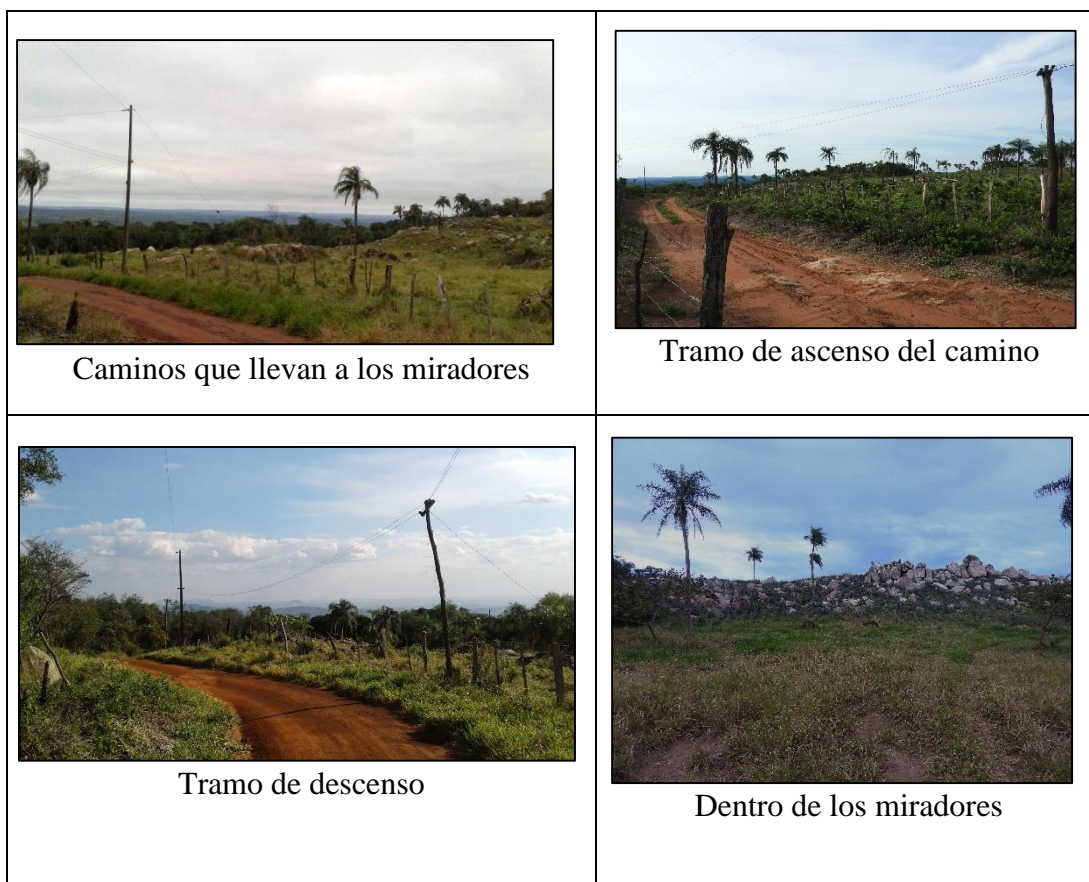 Caminos que llevan a los miradores
Tramo de ascenso del camino
Tramo de descenso
Dentro de los miradores